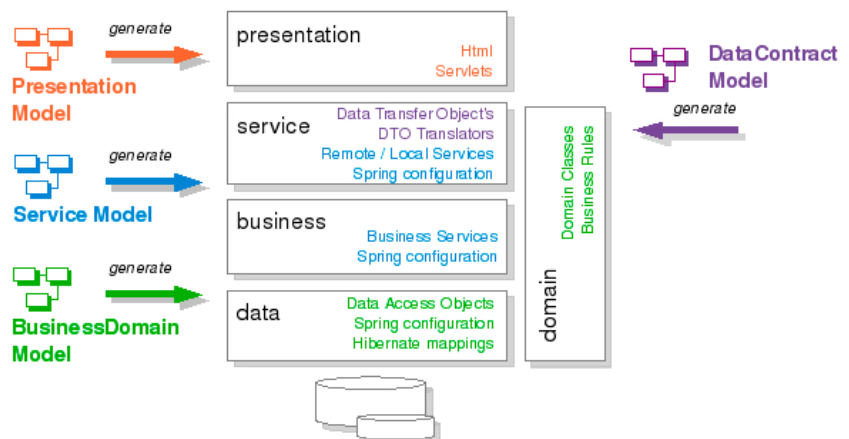 generate
Presentation
Model
presentation
Html
Servlets
DataContract
Model
generate
generate
Service Model
service
Data Transfer Object's
DTO Translators
Remote / Local Services
Spring configuration
business
Business Services
Spring configuration
generate
BusinessDomain
Model
data
Data Access Objects
Spring configuration
Hibernate mappings
domain
Domain Classes
Business Rules